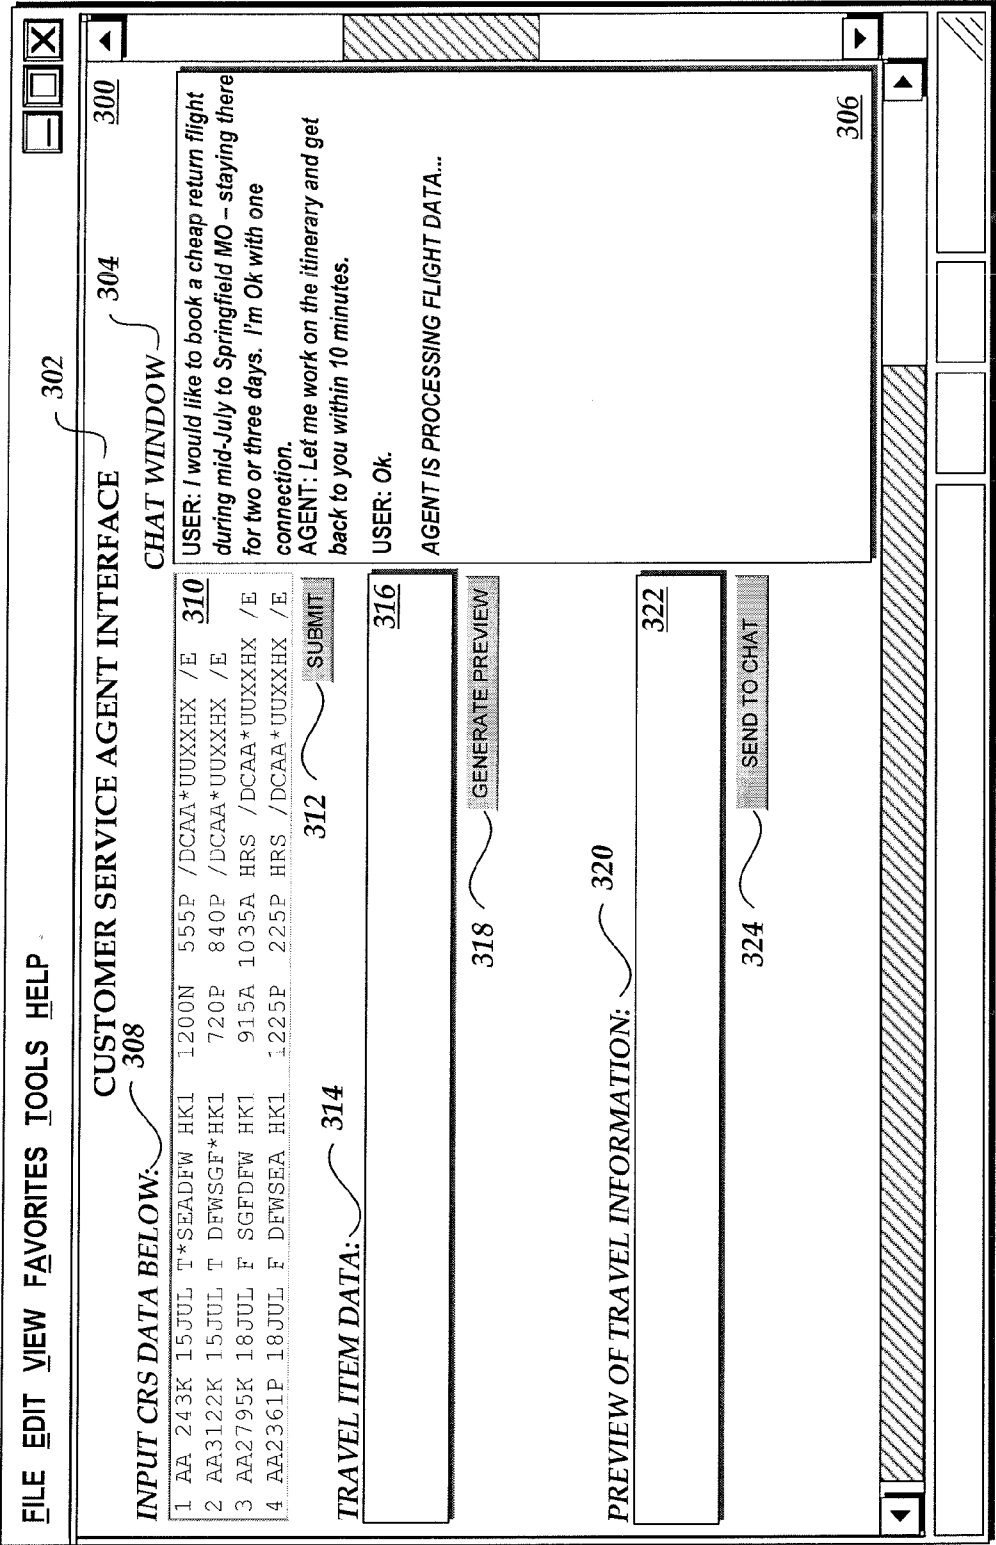 FILE EDIT VIEW FAVORITES TOOLS HELP
300
302
CUSTOMER SERVICE AGENT INTERFACE
304
308
INPUT CRS DATA BELOW:
CHAT WINDOW
1 AA 243K 15JUL T*SEADFW HK1 1200N 555P /DCAA*UUXXHX /E
2 AA3122K 15JUL T DFWSGF*HK1 720P 840P /DCAA*UUXXHX /E
3 AA2795K 18JUL F SGFDFW HK1 915A 1035A HRS /DCAA*UUXXHX /E
4 AA2361P 18JUL F DFWSEA HK1 1225P 225P HRS /DCAA*UUXXHX /E
310
312
SUBMIT
TRAVEL ITEM DATA:
314
316
318
GENERATE PREVIEW
PREVIEW OF TRAVEL INFORMATION:
320
322
324
SEND TO CHAT
USER: I would like to book a cheap return flight
during mid-July to Springfield MO – staying there
for two or three days. I'm Ok with one
connection.
AGENT: Let me work on the itinerary and get
back to you within 10 minutes.
USER: Ok.
AGENT IS PROCESSING FLIGHT DATA...
306